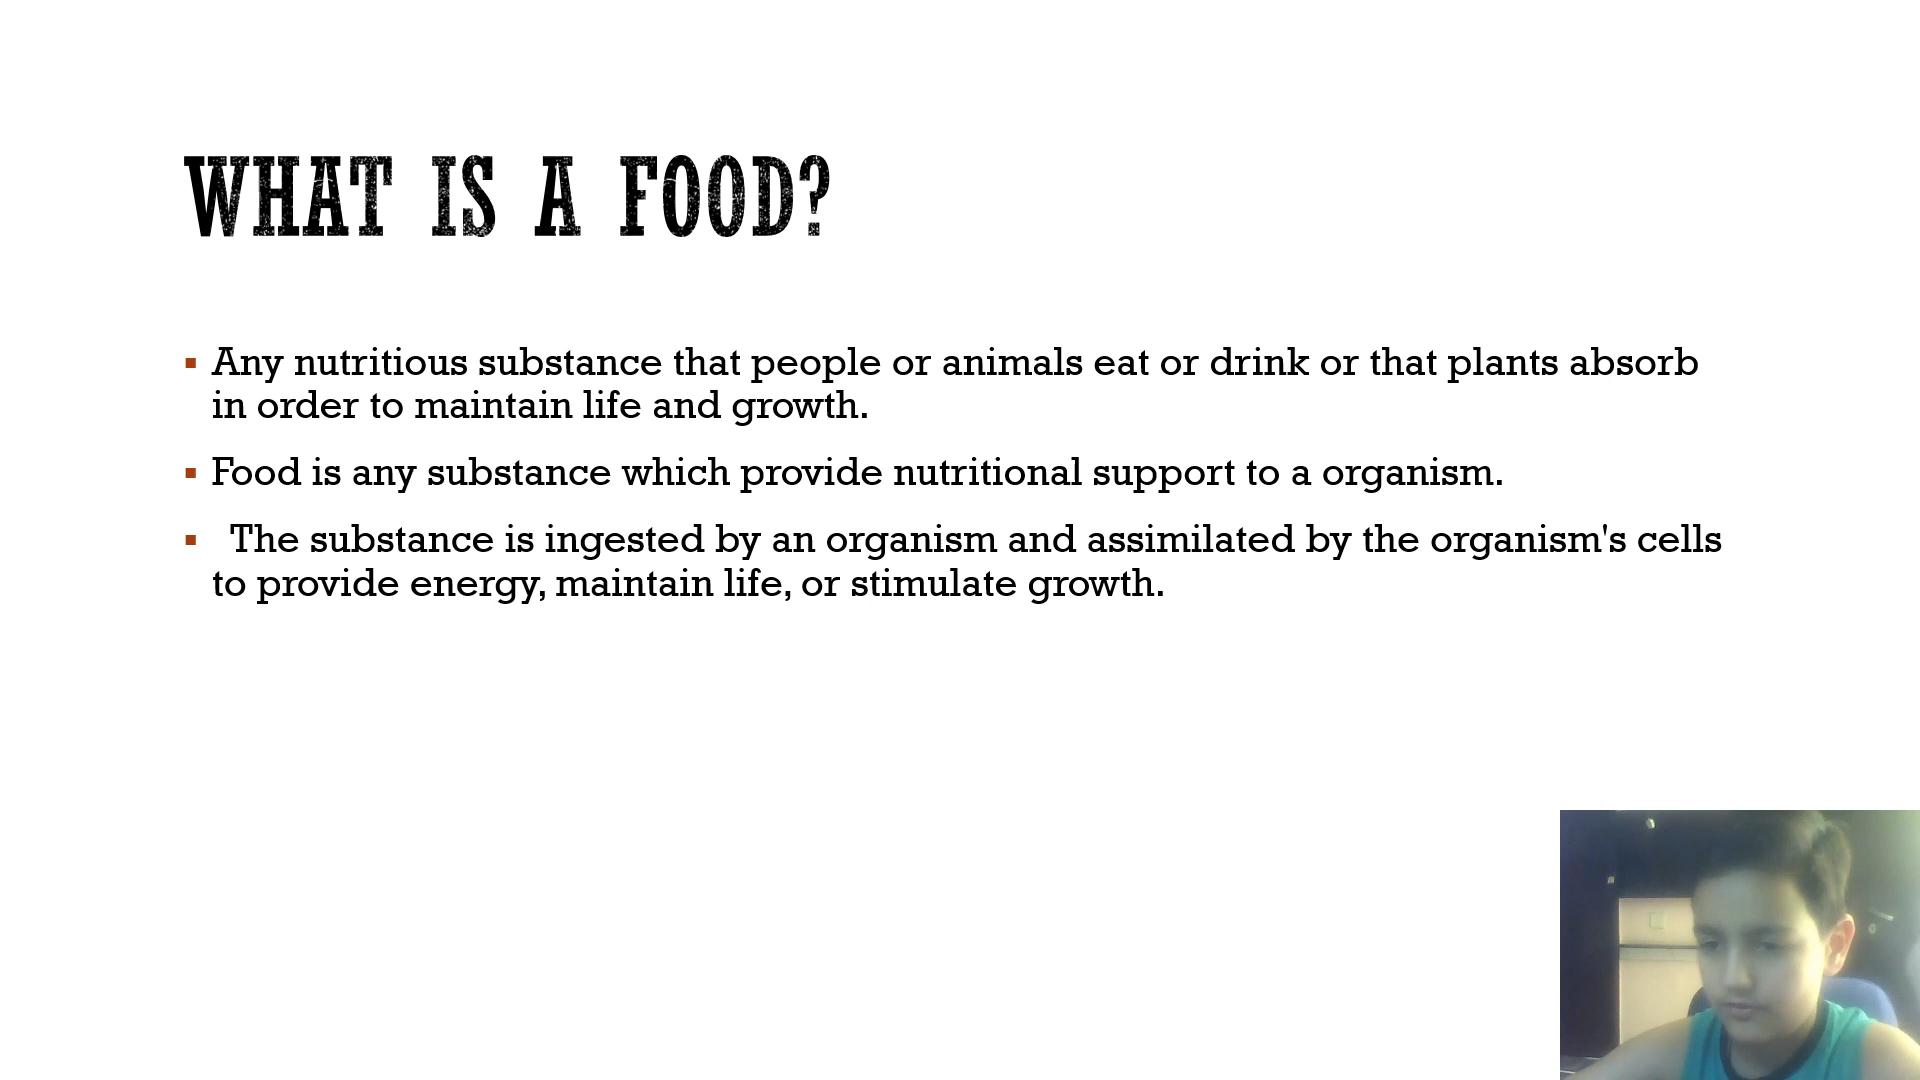 WHAT IS A FOOD?
▪ Any nutritious substance that people or animals eat or drink or that plants absorb
in order to maintain life and growth.
▪ Food is any substance which provide nutritional support to a organism.
▪ The substance is ingested by an organism and assimilated by the organism's cells
to provide energy, maintain life, or stimulate growth.